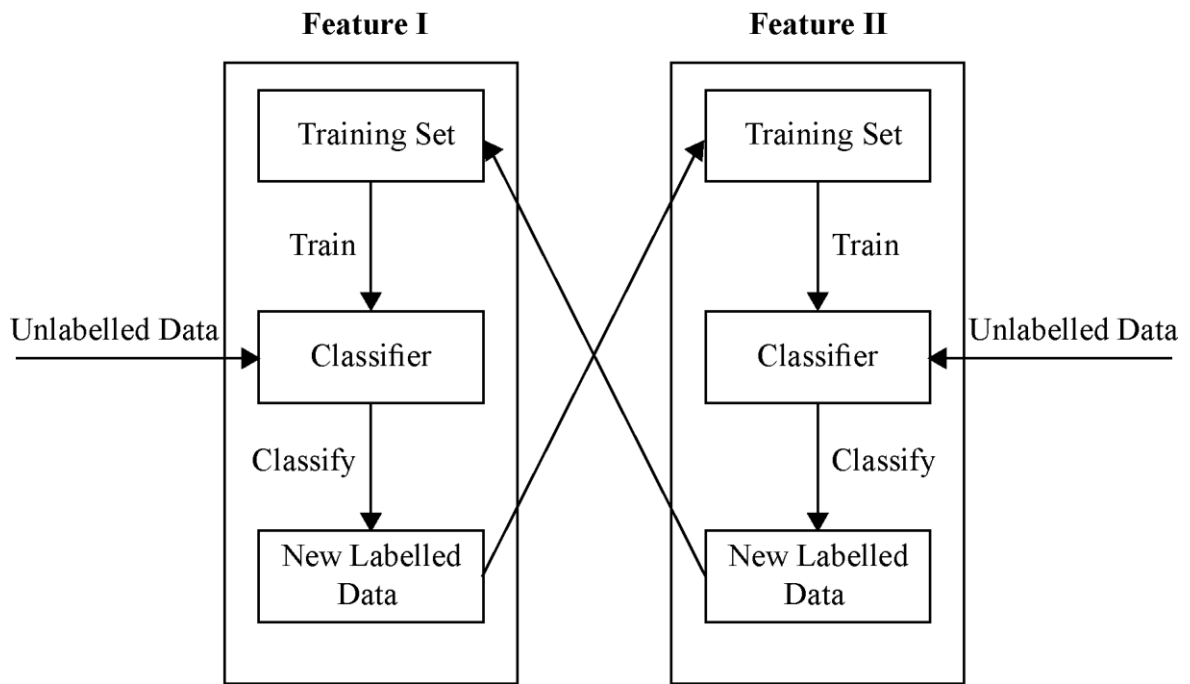 Feature I
Feature II
Training Set
Training Set
Train
Train
Unlabelled Data
Classifier
Classifier
Unlabelled Data
Classify
Classify
New Labelled
Data
New Labelled
Data